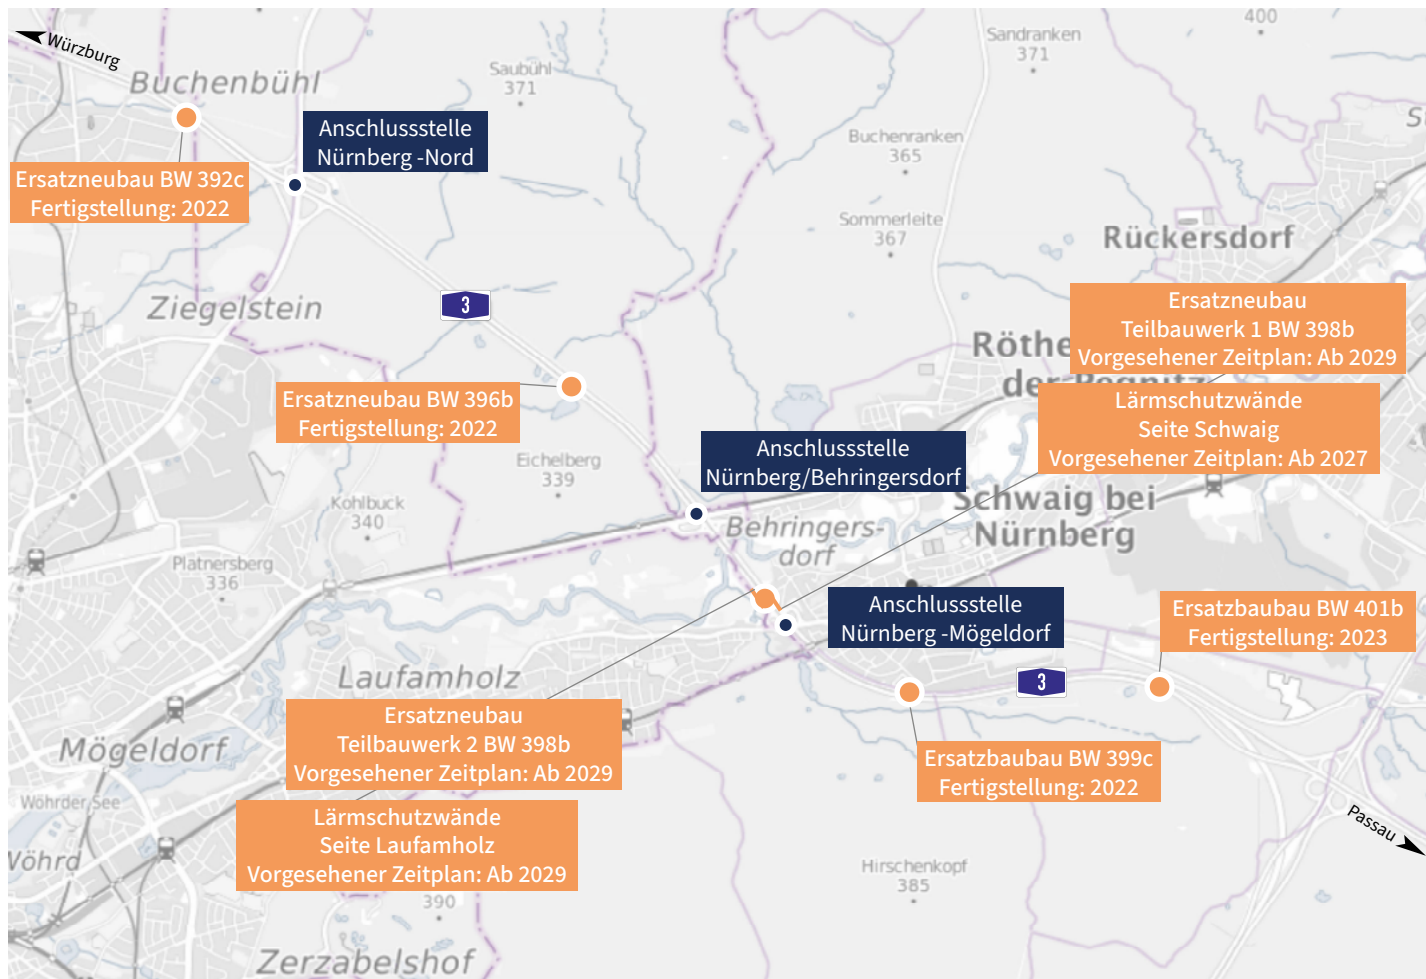 400
Sandranken
371
Würzburg
Saubühl
371
Buchenbühl
Anschlussstelle
Nürnberg -Nord
Buchenranken
365
Ersatzneubau BW 392c
Fertigstellung: 2022
Sommerleite
367
Rückersdorf
Ziegelstein
3
Ersatzneubau
Teilbauwerk 1 BW 398b
Vorgesehener Zeitplan: Ab 2029
Röthe
der Pegnitz
Ersatzneubau BW 396b
Fertigstellung: 2022
Lärmschutzwände
Seite Schwaig
Vorgesehener Zeitplan: Ab 2027
Anschlussstelle
Nürnberg/Behringersdorf
Eichelberg
339
Kohlbuck
340
Schwaig bei
Nürnberg
Behringers-
dorf
Platnersberg
336
Anschlussstelle
Nürnberg -Mögeldorf
Ersatzbaubau BW 401b
Fertigstellung: 2023
Laufamholz
3
Ersatzneubau
Teilbauwerk 2 BW 398b
Vorgesehener Zeitplan: Ab 2029
Mögeldorf
Ersatzbaubau BW 399c
Fertigstellung: 2022
Wöhrder See
Lärmschutzwände
Seite Laufamholz
Vorgesehener Zeitplan: Ab 2029
Passau
Wöhrd
Hirschenkopf
385
390
Zerzabelshof